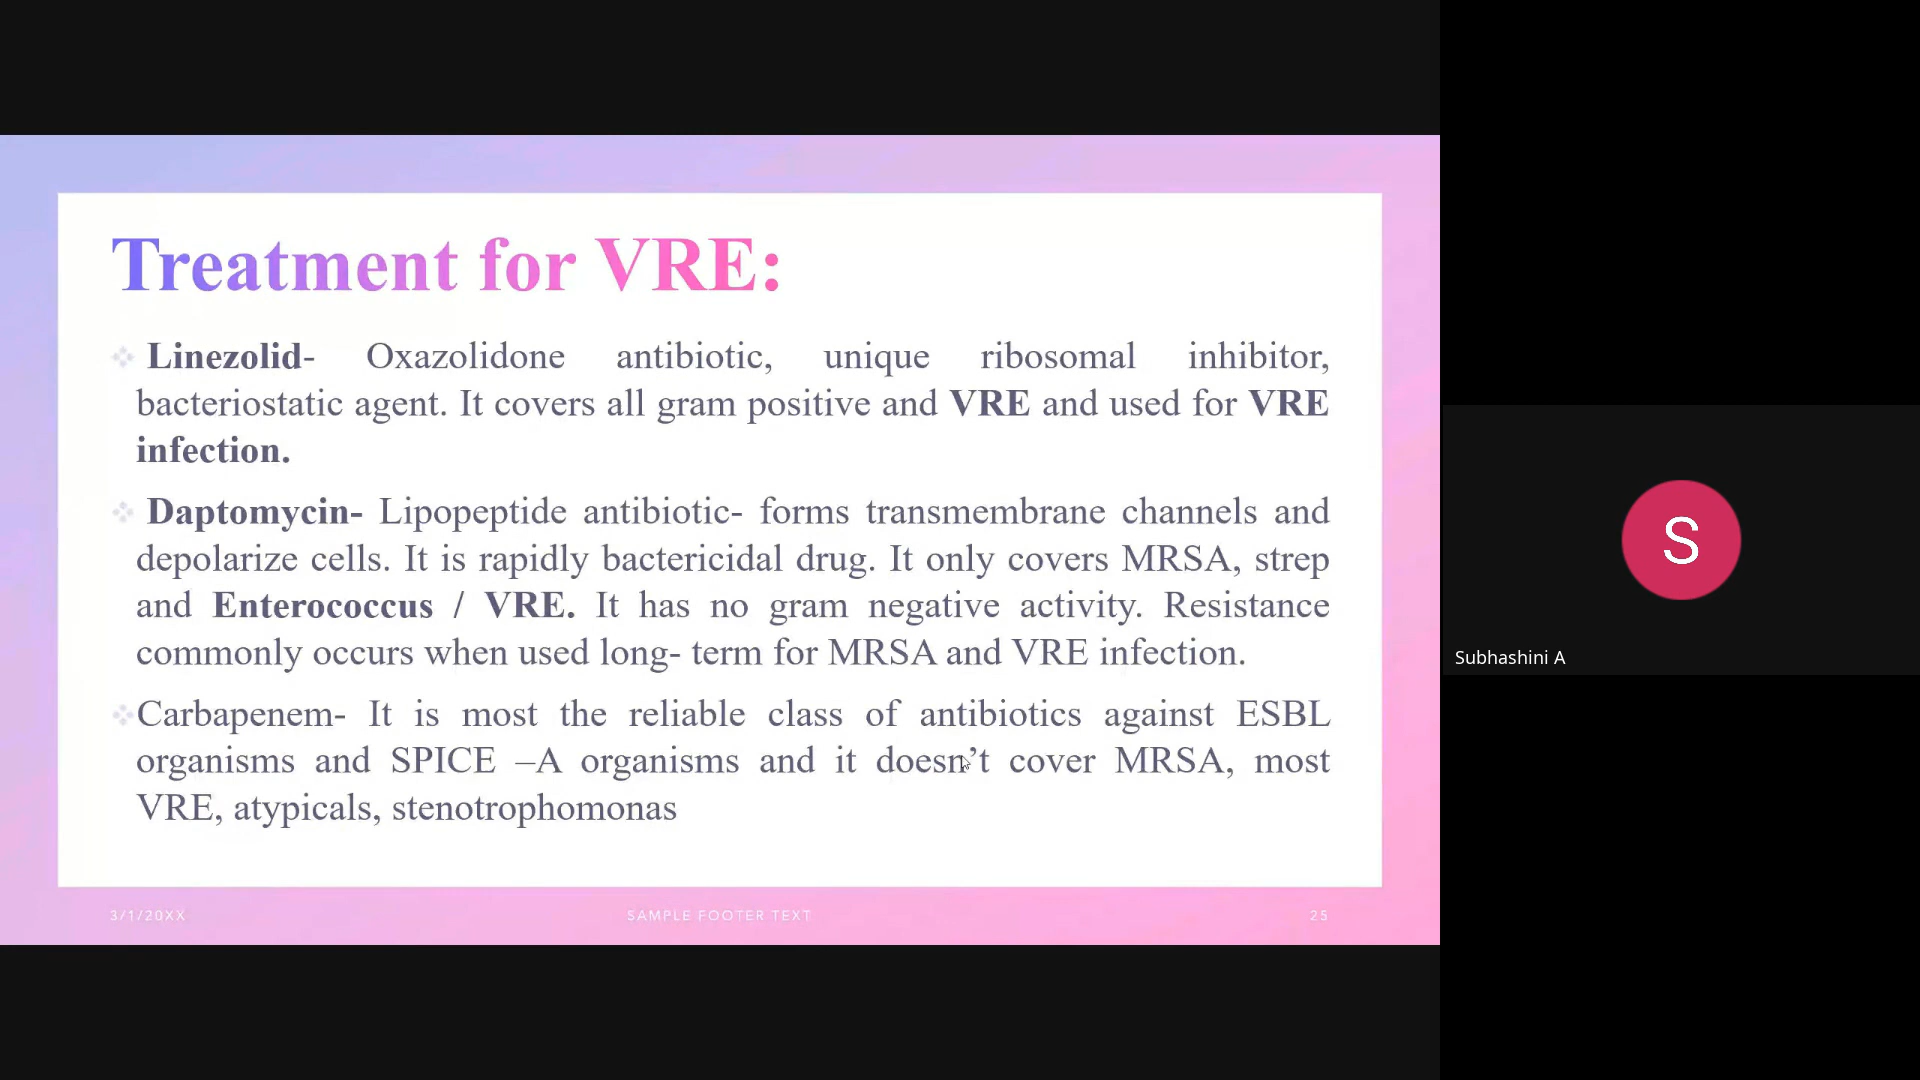 Treatment for VRE:
Linezolid- Oxazolidone antibiotic, unique ribosomal inhibitor,
bacteriostatic agent. It covers all gram positive and VRE and used for VRE
infection.
Daptomycin- Lipopeptide antibiotic- forms transmembrane channels and
depolarize cells. It is rapidly bactericidal drug. It only covers MRSA, strep
and Enterococcus / VRE. It has no gram negative activity. Resistance
commonly occurs when used long- term for MRSA and VRE infection.
Carbapenem- It is most the reliable class of antibiotics against ESBL
organisms and SPICE –A organisms and it doesn’t cover MRSA, most
VRE, atypicals, stenotrophomonas
3/1/20XX
SAMPLE FOOTER TEXT
25
S
Subhashini A